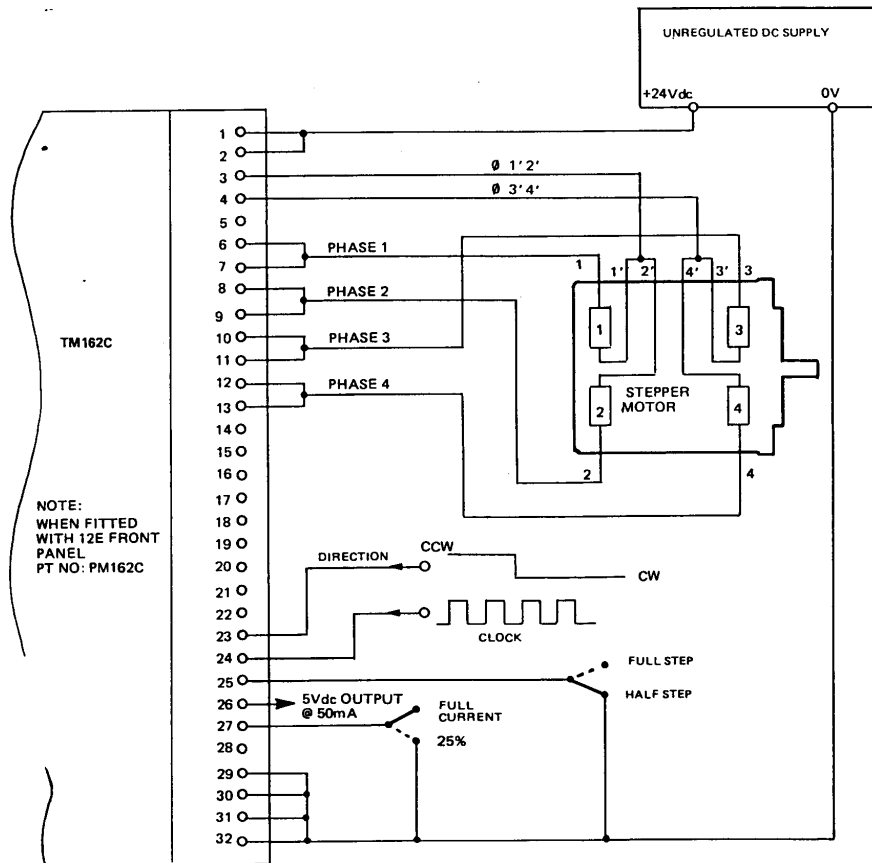 UNREGULATED DC SUPPLY
+24Vdc
0V
1
2
3
Ø 1'2'
4
Ø 3'4'
5
6
7
PHASE 1
8
9
PHASE 2
10
11
PHASE 3
12
13
PHASE 4
14
15
16
17
18
19
20
21
22
23
24
25
26
27
28
29
30
31
32
TM162C
NOTE:
WHEN FITTED
WITH 12E FRONT
PANEL
PT NO: PM162C
1
1'
2'
4'
3'
3
1
3
STEPPER
MOTOR
2
4
2
4
DIRECTION
CCW
CW
CLOCK
FULL STEP
HALF STEP
5Vdc OUTPUT
@ 50mA
FULL
CURRENT
25%